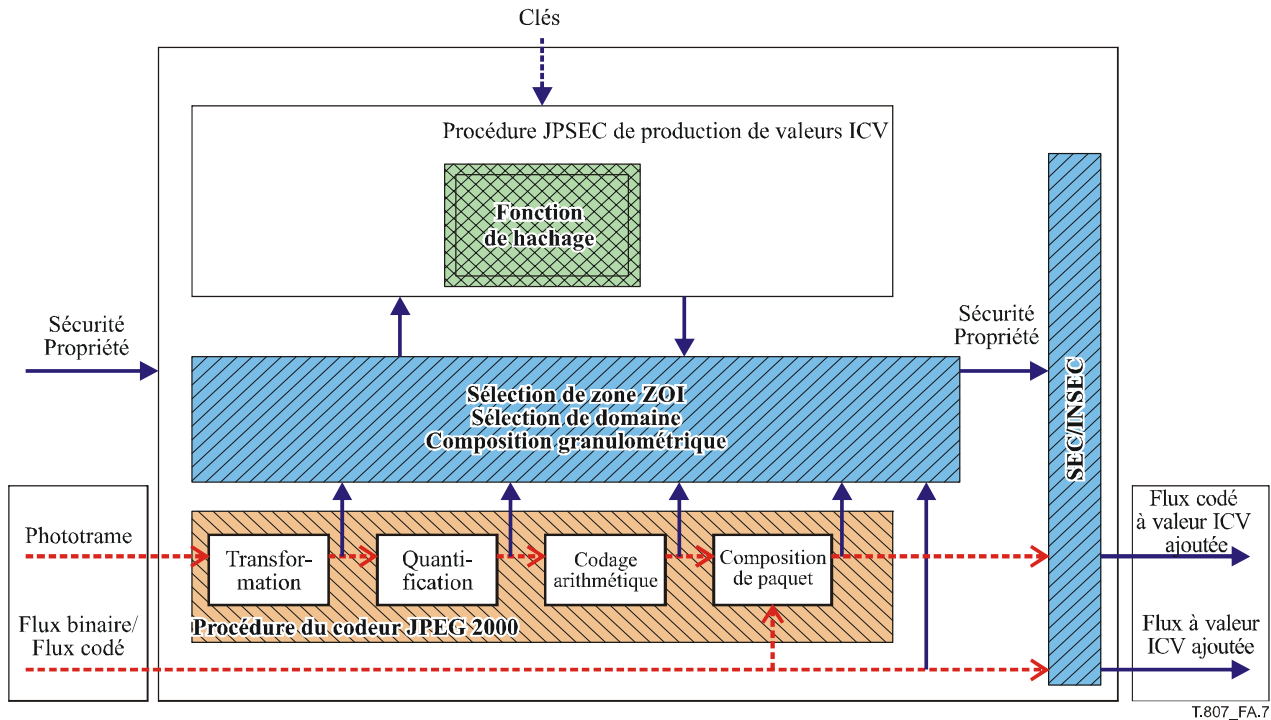 Clés
Procédure JPSEC de production de valeurs ICV
Fonction
de hachage
Sécurité
Propriété
Sécurité
Propriété
Sélection de zone ZOI
Sélection de domaine
Composition granulométrique
SEC/INSEC
Phototrame
Transfor-
mation
Quanti-
fication
Codage
arithmétique
Composition
de paquet
Flux codé
à valeur ICV
ajoutée
Procédure du codeur JPEG 2000
Flux binaire/
Flux codé
Flux à valeur
ICV ajoutée
T.807_FA.7